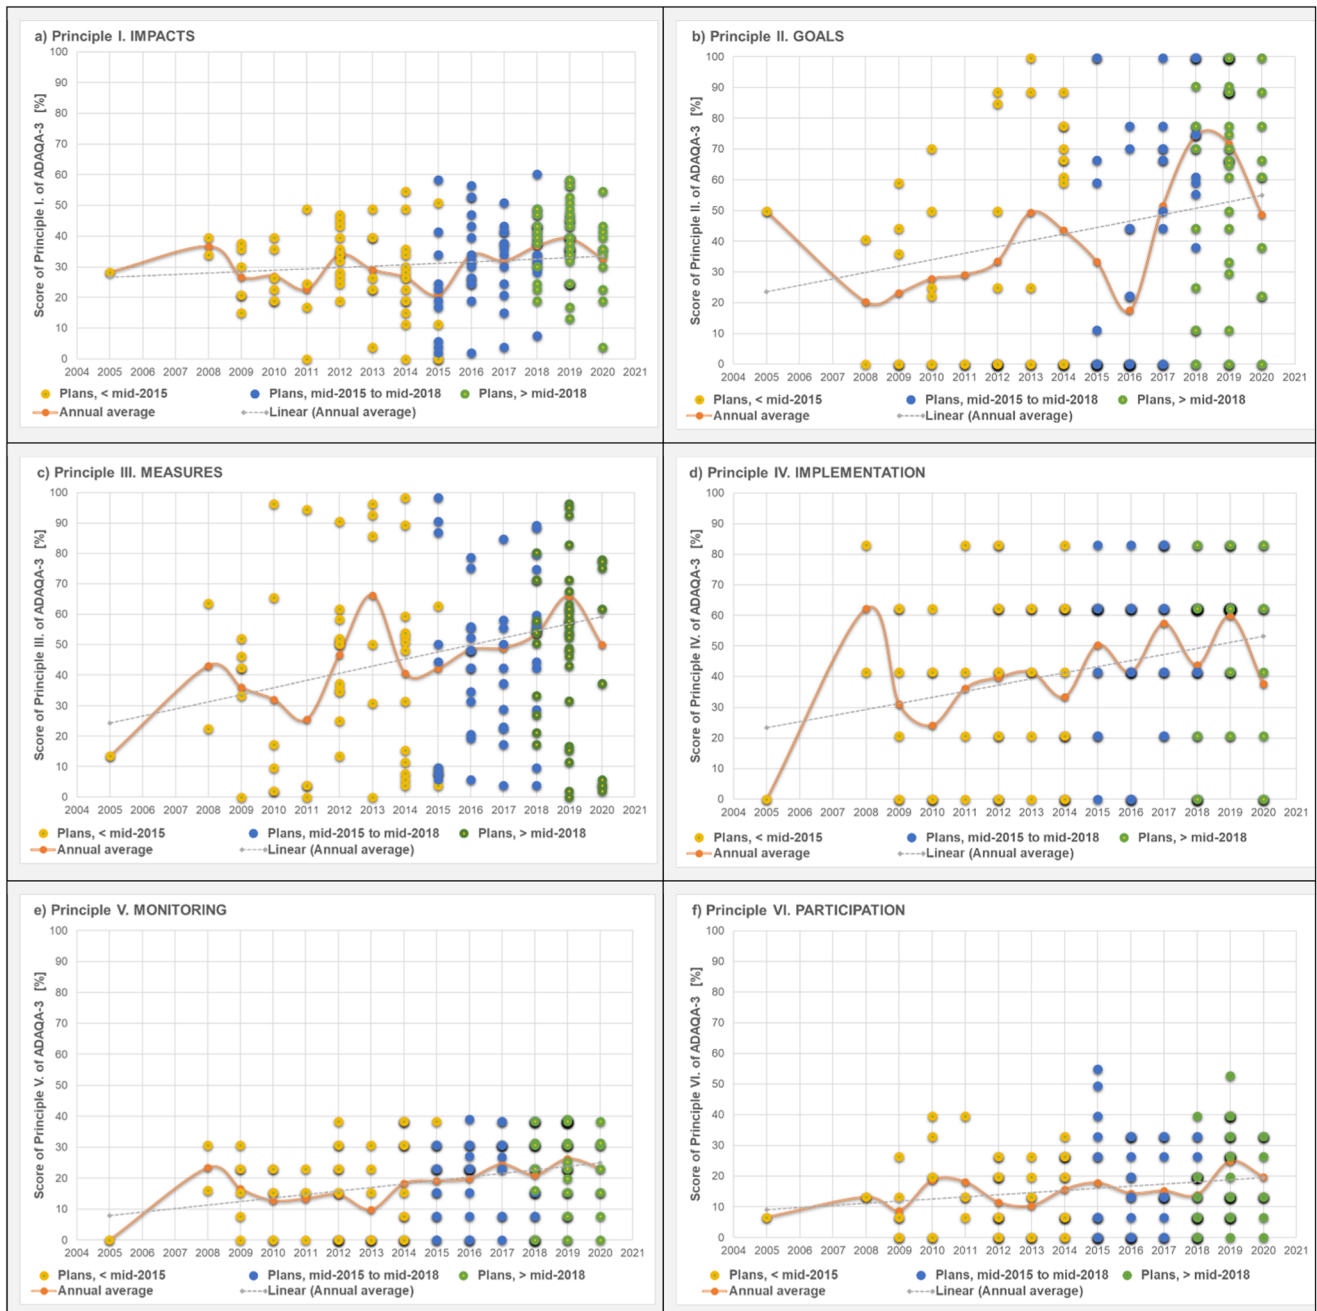 a) Principle I. IMPACTS
Score of Principle I. of ADAQA-3 [%]
100
90
80
70
60
50
40
30
20
10
0
2004 2005 2006 2007 2008 2009 2010 2011 2012 2013 2014 2015 2016 2017 2018 2019 2020 2021
Plans, < mid-2015 Plans, mid-2015 to mid-2018 Plans, > mid-2018
Annual average Linear (Annual average)
b) Principle II. GOALS
Score of Principle II. of ADAQA-3 [%]
100
90
80
70
60
50
40
30
20
10
0
2004 2005 2006 2007 2008 2009 2010 2011 2012 2013 2014 2015 2016 2017 2018 2019 2020 2021
Plans, < mid-2015 Plans, mid-2015 to mid-2018 Plans, > mid-2018
Annual average Linear (Annual average)
c) Principle III. MEASURES
Score of Principle III. of ADAQA-3 [%]
100
90
80
70
60
50
40
30
20
10
0
2004 2005 2006 2007 2008 2009 2010 2011 2012 2013 2014 2015 2016 2017 2018 2019 2020 2021
Plans, < mid-2015 Plans, mid-2015 to mid-2018 Plans, > mid-2018
Annual average Linear (Annual average)
d) Principle IV. IMPLEMENTATION
Score of Principle IV. of ADAQA-3 [%]
100
90
80
70
60
50
40
30
20
10
0
2004 2005 2006 2007 2008 2009 2010 2011 2012 2013 2014 2015 2016 2017 2018 2019 2020 2021
Plans, < mid-2015 Plans, mid-2015 to mid-2018 Plans, > mid-2018
Annual average Linear (Annual average)
e) Principle V. MONITORING
Score of Principle V. of ADAQA-3 [%]
100
90
80
70
60
50
40
30
20
10
0
2004 2005 2006 2007 2008 2009 2010 2011 2012 2013 2014 2015 2016 2017 2018 2019 2020 2021
Plans, < mid-2015 Plans, mid-2015 to mid-2018 Plans, > mid-2018
Annual average Linear (Annual average)
f) Principle VI. PARTICIPATION
Score of Principle VI. of ADAQA-3 [%]
100
90
80
70
60
50
40
30
20
10
0
2004 2005 2006 2007 2008 2009 2010 2011 2012 2013 2014 2015 2016 2017 2018 2019 2020 2021
Plans, < mid-2015 Plans, mid-2015 to mid-2018 Plans, > mid-2018
Annual average Linear (Annual average)